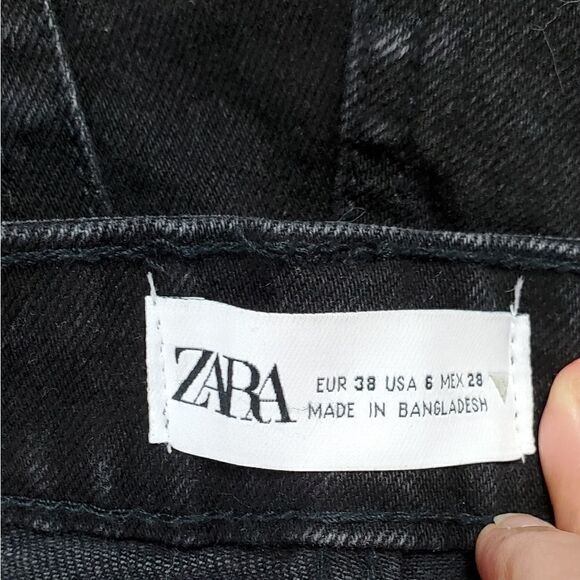 ZARA
EUR 38 USA 6 MEX 28
MADE IN BANGLADESH